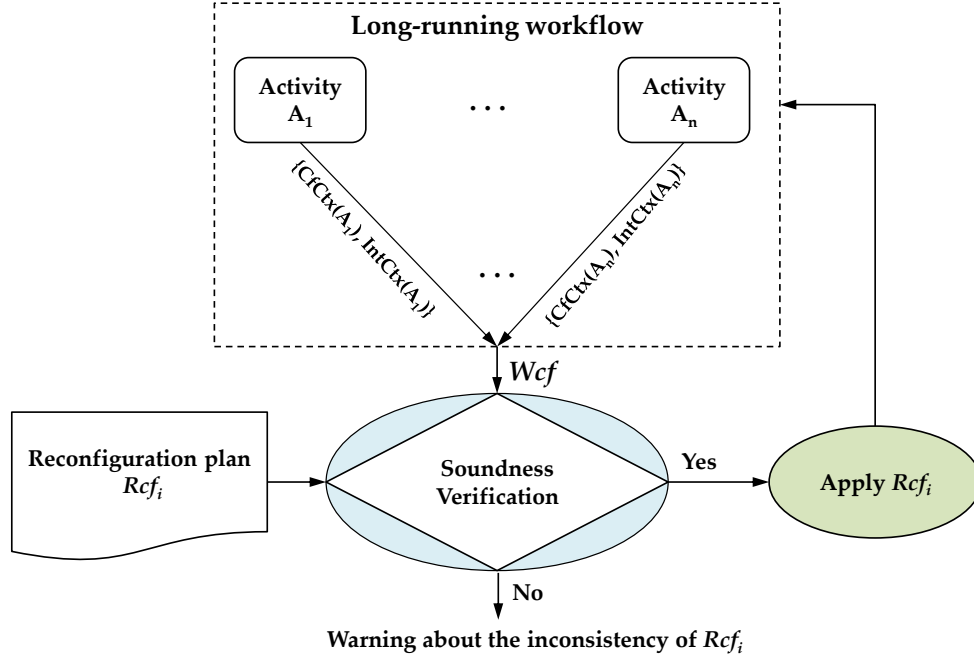 Long-running workflow
Activity
A₁
. . .
Activity
Aₙ
{CfCtx(A₁), IntCtx(A₁)}
. . .
{CfCtx(Aₙ), IntCtx(Aₙ)}
Wcf
Reconfiguration plan
Rcfᵢ
Soundness
Verification
Yes
Apply Rcfᵢ
No
Warning about the inconsistency of Rcfᵢ